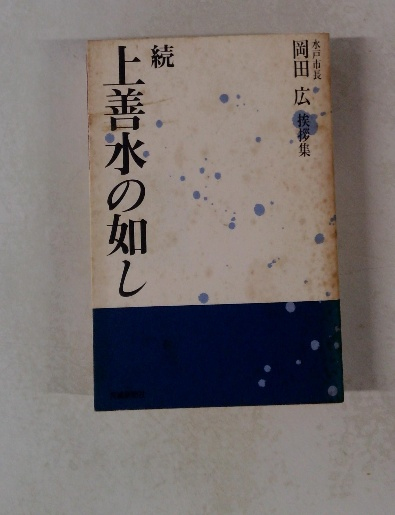 水戸市長
岡田 広 挨拶集
続
上善水の如し